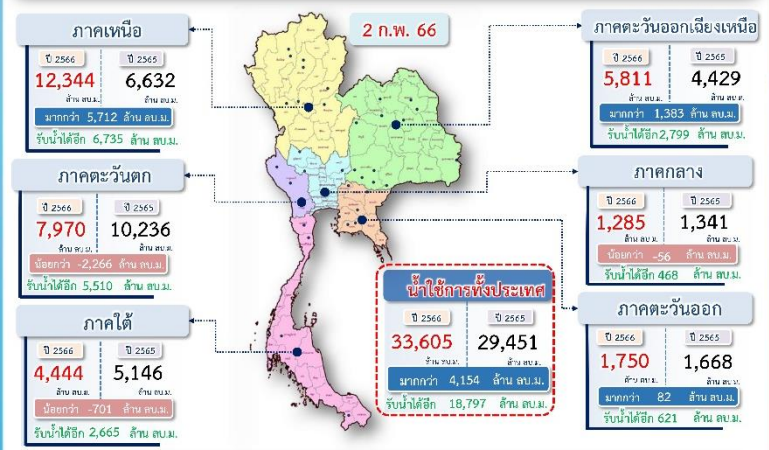 2 ก.พ. 66
ภาคเหนือ
ปี 2566 ปี 2565
12,344 6,632
ล้าน ลบ.ม. ล้าน ลบ.ม.
มากกว่า 5,712 ล้าน ลบ.ม.
รับน้ำได้อีก 6,735 ล้าน ลบ.ม.
ภาคตะวันออกเฉียงเหนือ
ปี 2566 ปี 2565
5,811 4,429
ล้าน ลบ.ม. ล้าน ลบ.ม.
มากกว่า 1,383 ล้าน ลบ.ม.
รับน้ำได้อีก 2,799 ล้าน ลบ.ม.
ภาคตะวันตก
ปี 2566 ปี 2565
7,970 10,236
ล้าน ลบ.ม. ล้าน ลบ.ม.
น้อยกว่า -2,266 ล้าน ลบ.ม.
รับน้ำได้อีก 5,510 ล้าน ลบ.ม.
ภาคกลาง
ปี 2566 ปี 2565
1,285 1,341
ล้าน ลบ.ม. ล้าน ลบ.ม.
น้อยกว่า -56 ล้าน ลบ.ม.
รับน้ำได้อีก 468 ล้าน ลบ.ม.
ภาคใต้
ปี 2566 ปี 2565
4,444 5,146
ล้าน ลบ.ม. ล้าน ลบ.ม.
น้อยกว่า -701 ล้าน ลบ.ม.
รับน้ำได้อีก 2,665 ล้าน ลบ.ม.
น้ำใช้การทั้งประเทศ
ปี 2566 ปี 2565
33,605 29,451
ล้าน ลบ.ม. ล้าน ลบ.ม.
มากกว่า 4,154 ล้าน ลบ.ม.
รับน้ำได้อีก 18,797 ล้าน ลบ.ม.
ภาคตะวันออก
ปี 2566 ปี 2565
1,750 1,668
ล้าน ลบ.ม. ล้าน ลบ.ม.
มากกว่า 82 ล้าน ลบ.ม.
รับน้ำได้อีก 621 ล้าน ลบ.ม.